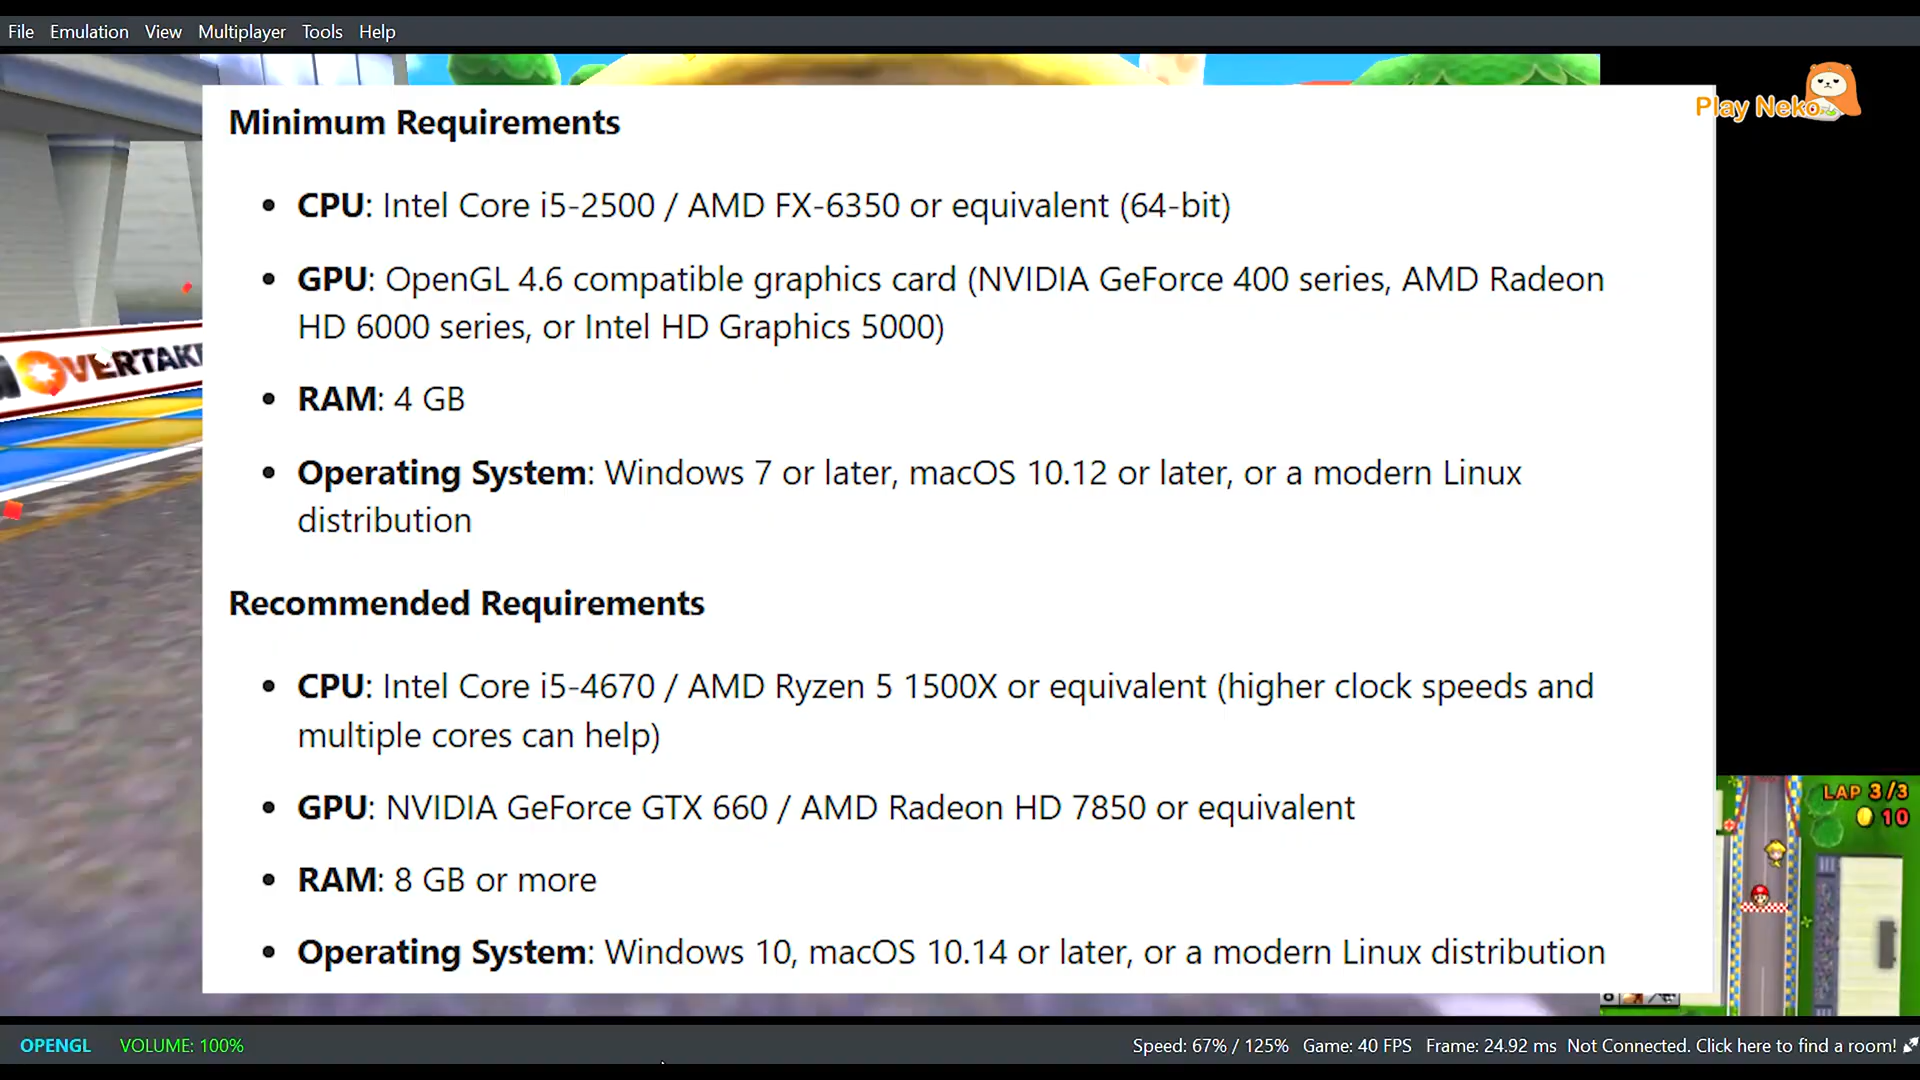 File Emulation View Multiplayer Tools Help
Play Neko
Minimum Requirements
• CPU: Intel Core i5-2500 / AMD FX-6350 or equivalent (64-bit)
• GPU: OpenGL 4.6 compatible graphics card (NVIDIA GeForce 400 series, AMD Radeon
HD 6000 series, or Intel HD Graphics 5000)
OVERTAKE
• RAM: 4 GB
• Operating System: Windows 7 or later, macOS 10.12 or later, or a modern Linux
distribution
Recommended Requirements
• CPU: Intel Core i5-4670 / AMD Ryzen 5 1500X or equivalent (higher clock speeds and
multiple cores can help)
• GPU: NVIDIA GeForce GTX 660 / AMD Radeon HD 7850 or equivalent
LAP 3/3
10
• RAM: 8 GB or more
• Operating System: Windows 10, macOS 10.14 or later, or a modern Linux distribution
8
OPENGL VOLUME: 100% Speed: 67% / 125% Game: 40 FPS Frame: 24.92 ms Not Connected. Click here to find a room!